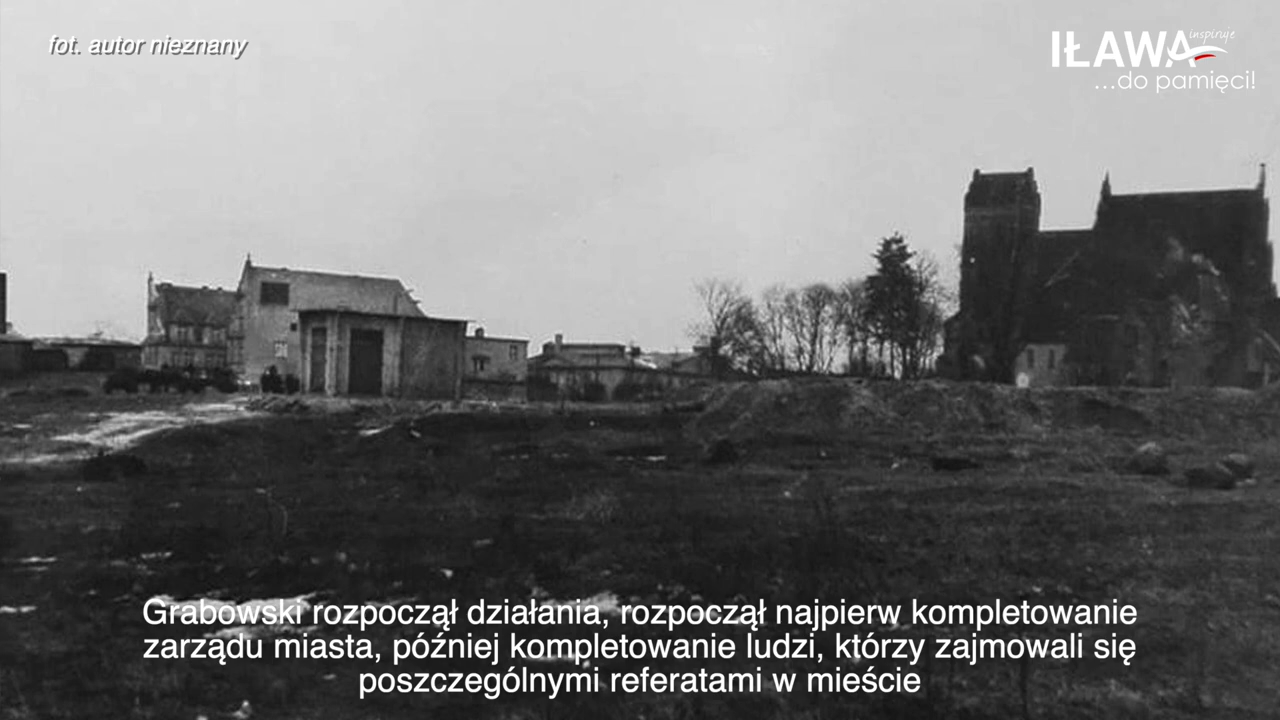 fot. autor nieznany
IŁAWA inspiruje
...do pamięci!
Grabowski rozpoczął działania, rozpoczął najpierw kompletowanie
zarządu miasta, później kompletowanie ludzi, którzy zajmowali się
poszczególnymi referatami w mieście